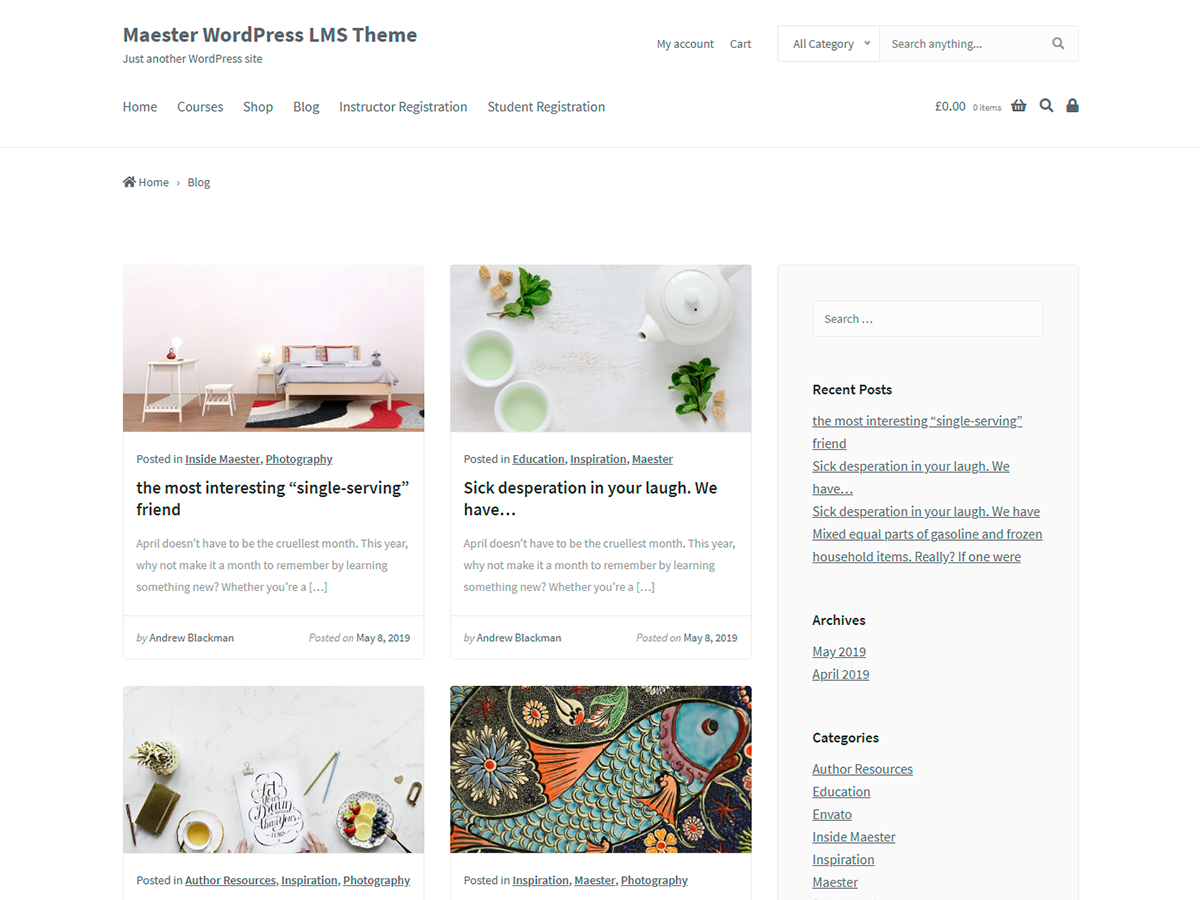 Maester WordPress LMS Theme
Just another WordPress site
My account Cart All Category Search anything...
Home Courses Shop Blog Instructor Registration Student Registration £0.00 0 items
Home › Blog
Posted in Inside Maester, Photography
the most interesting “single-serving”
friend
April doesn’t have to be the cruellest month. This year,
why not make it a month to remember by learning
something new? Whether you’re a […]
by Andrew Blackman Posted on May 8, 2019
Posted in Education, Inspiration, Maester
Sick desperation in your laugh. We
have…
April doesn’t have to be the cruellest month. This year,
why not make it a month to remember by learning
something new? Whether you’re a […]
by Andrew Blackman Posted on May 8, 2019
Let
Your
Dream
than Your
Posted in Author Resources, Inspiration, Photography
Posted in Inspiration, Maester, Photography
Search …
Recent Posts
the most interesting “single-serving”
friend
Sick desperation in your laugh. We
have…
Sick desperation in your laugh. We have
Mixed equal parts of gasoline and frozen
household items. Really? If one were
Archives
May 2019
April 2019
Categories
Author Resources
Education
Envato
Inside Maester
Inspiration
Maester